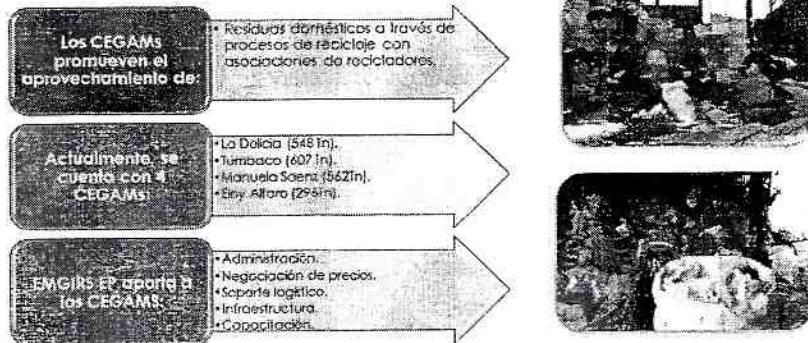 Los CEGAMs
promueven el
aprovechamiento de:
• Residuos domésticos a través de
procesos de reciclaje con
asociaciones de recicladores.
Actualmente, se
cuenta con 4
CEGAMs:
• La Delicia (548 Tn).
• Tumbaco (607 Tn).
• Manuela Saenz (562Tn).
• Eloy Alfaro (296Tn).
EMGIRS EP aporta a
los CEGAMS:
• Administración.
• Negociación de precios.
• Soporte logístico.
• Infraestructura.
• Capacitación.